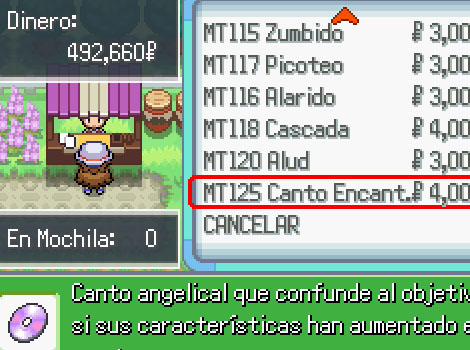 Dinero:
492,660₽
MT115 Zumbido ₽ 3,00
MT117 Picoteo ₽ 3,00
MT116 Alarido ₽ 3,00
MT118 Cascada ₽ 4,00
MT120 Alud ₽ 3,00
MT125 Canto Encant.₽ 4,00
CANCELAR
En Mochila: 0
Canto angelical que confunde al objetiv
si sus características han aumentado e